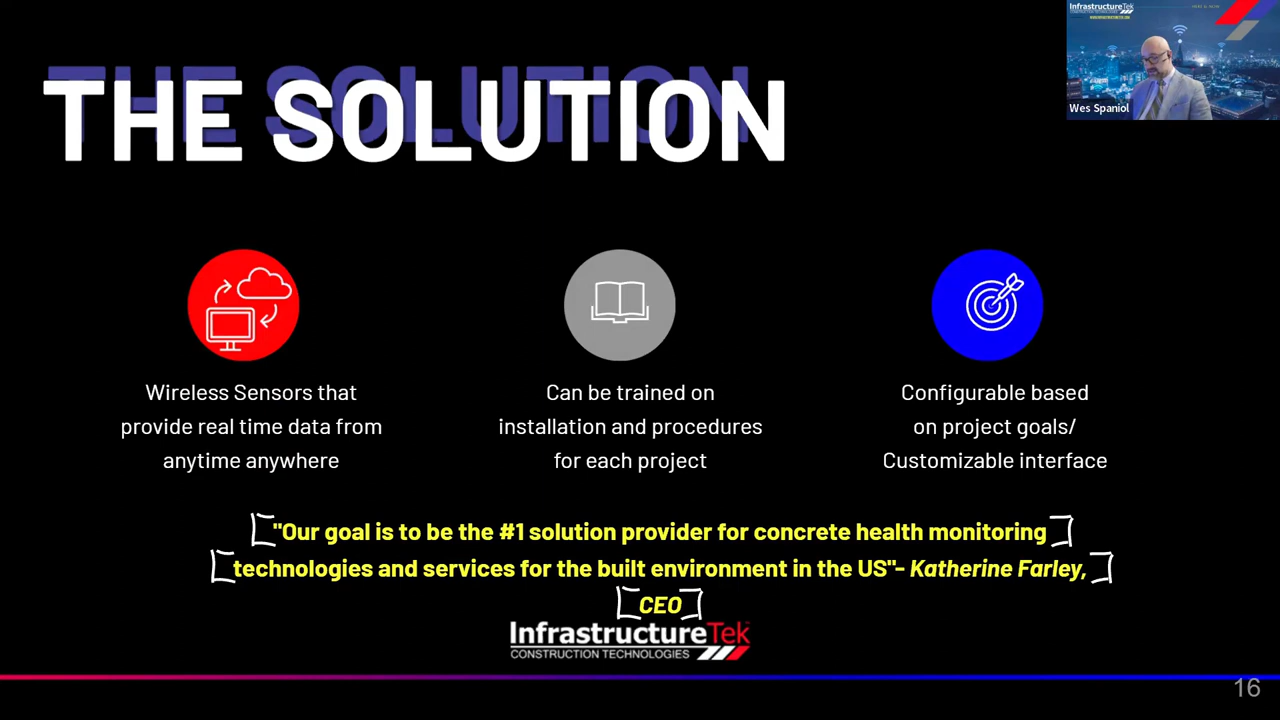 THE SOLUTION
InfrastructureTek
CONSTRUCTION TECHNOLOGIES
Wes Spaniol
Wireless Sensors that
provide real time data from
anytime anywhere
Can be trained on
installation and procedures
for each project
Configurable based
on project goals/
Customizable interface
"Our goal is to be the #1 solution provider for concrete health monitoring
technologies and services for the built environment in the US"- Katherine Farley,
CEO
InfrastructureTek
CONSTRUCTION TECHNOLOGIES
16